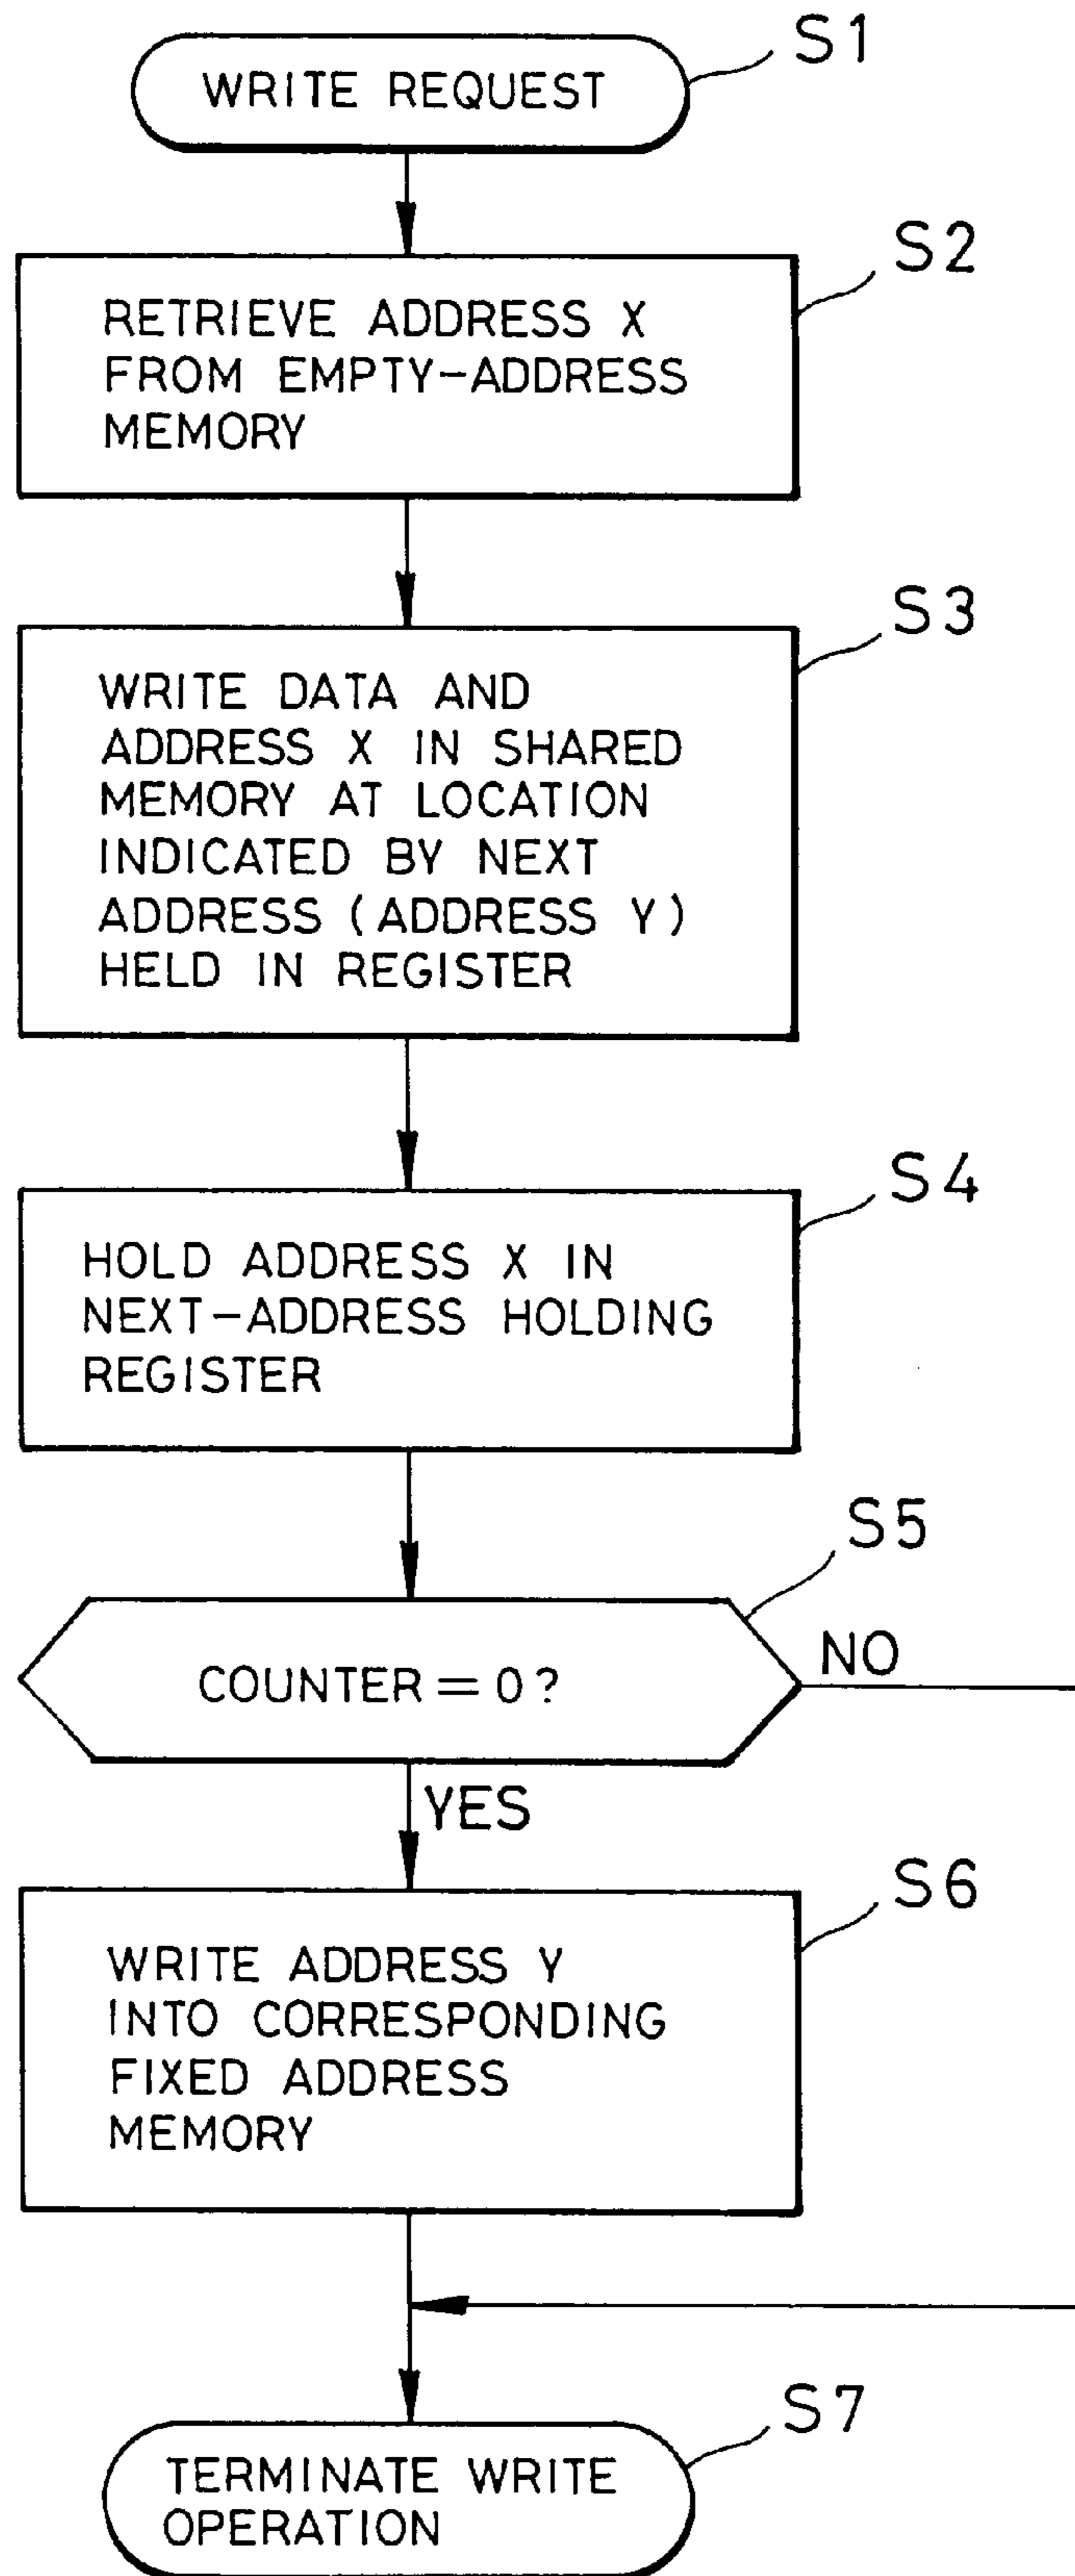 S1
WRITE REQUEST
S2
RETRIEVE ADDRESS X
FROM EMPTY-ADDRESS
MEMORY
S3
WRITE DATA AND
ADDRESS X IN SHARED
MEMORY AT LOCATION
INDICATED BY NEXT
ADDRESS (ADDRESS Y)
HELD IN REGISTER
S4
HOLD ADDRESS X IN
NEXT-ADDRESS HOLDING
REGISTER
S5
COUNTER = 0?
NO
YES
S6
WRITE ADDRESS Y
INTO CORRESPONDING
FIXED ADDRESS
MEMORY
S7
TERMINATE WRITE
OPERATION